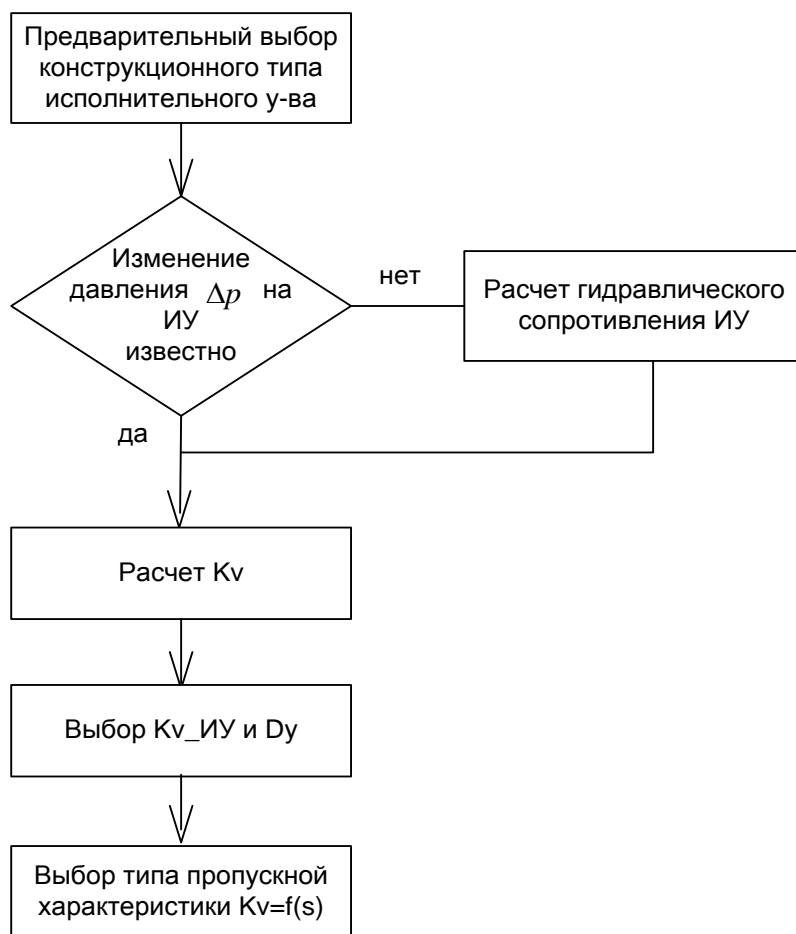 Предварительный выбор
конструкционного типа
исполнительного у-ва
Изменение
давления Δp на
ИУ
известно
нет
Расчет гидравлического
сопротивления ИУ
да
Расчет Kv
Выбор Kv_ИУ и Dy
Выбор типа пропускной
характеристики Kv=f(s)